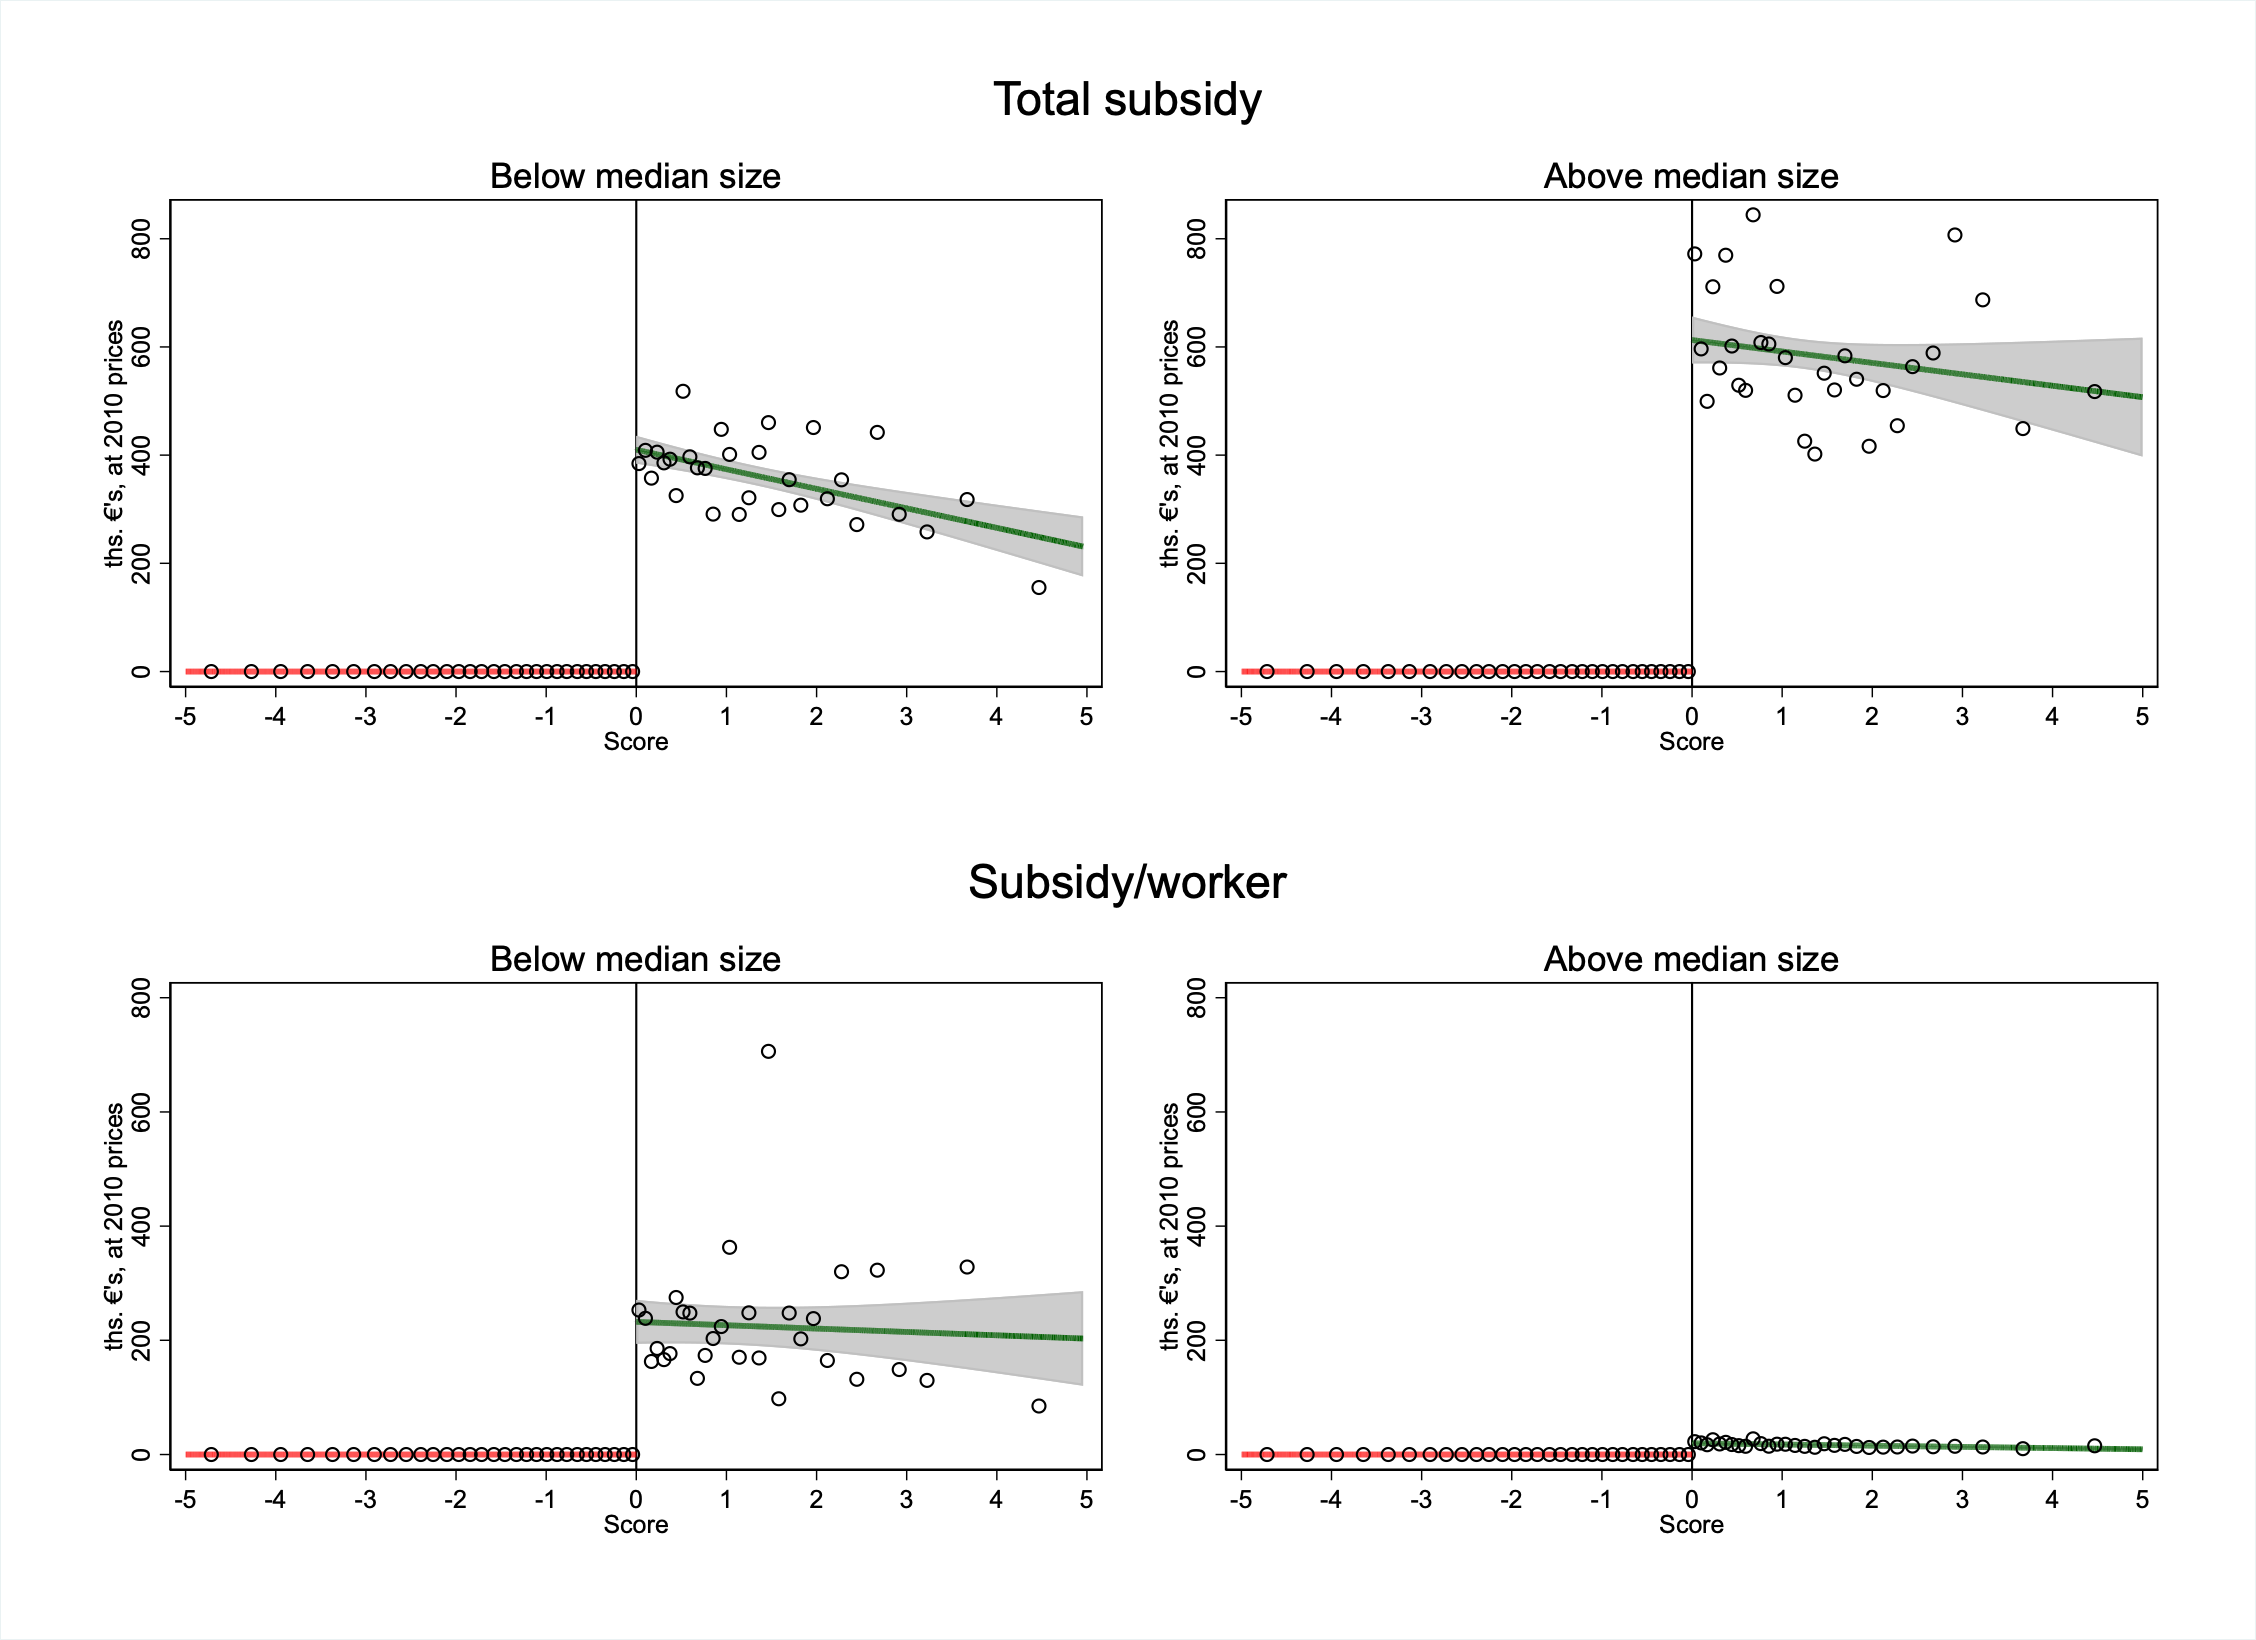 Total subsidy
Below median size
ths. €'s, at 2010 prices
800
600
400
200
0
-5 -4 -3 -2 -1 0 1 2 3 4 5
Score
Above median size
ths. €'s, at 2010 prices
800
600
400
200
0
-5 -4 -3 -2 -1 0 1 2 3 4 5
Score
Subsidy/worker
Below median size
ths. €'s, at 2010 prices
800
600
400
200
0
-5 -4 -3 -2 -1 0 1 2 3 4 5
Score
Above median size
ths. €'s, at 2010 prices
800
600
400
200
0
-5 -4 -3 -2 -1 0 1 2 3 4 5
Score